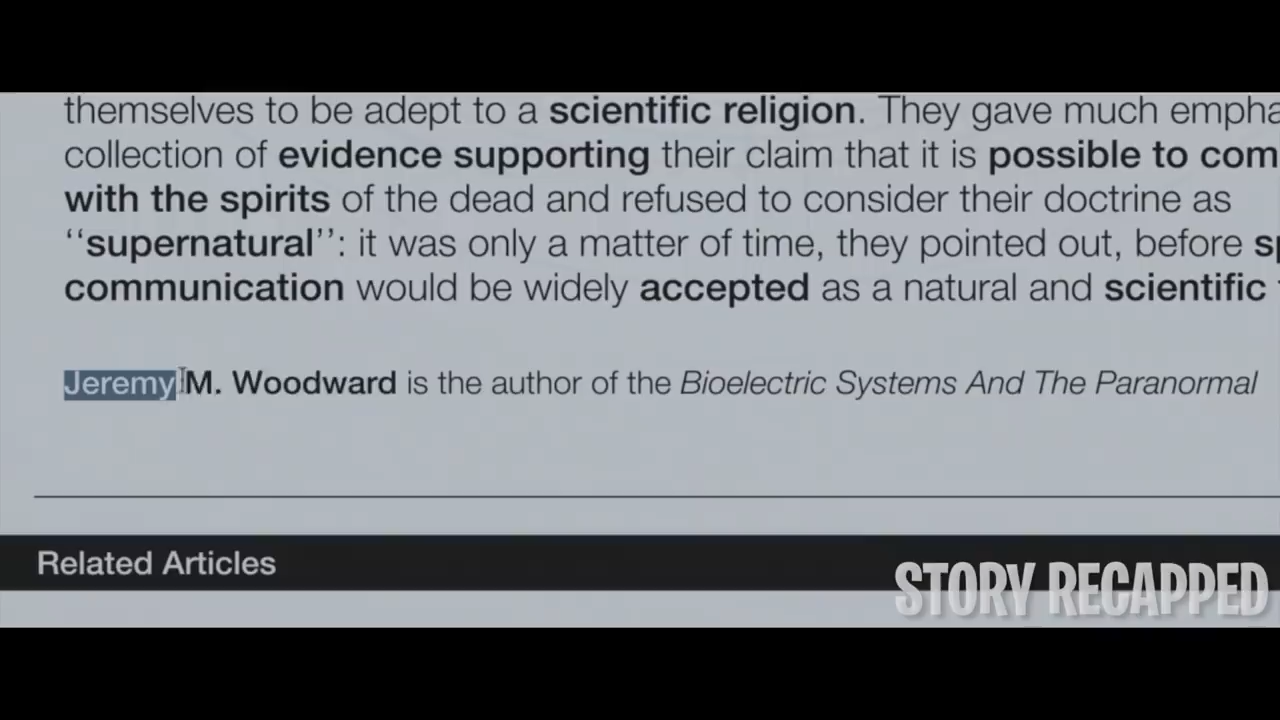 themselves to be adept to a scientific religion. They gave much empha
collection of evidence supporting their claim that it is possible to com
with the spirits of the dead and refused to consider their doctrine as
‘‘supernatural’’: it was only a matter of time, they pointed out, before sp
communication would be widely accepted as a natural and scientific
Jeremy M. Woodward is the author of the Bioelectric Systems And The Paranormal
Related Articles
STORY RECAPPED